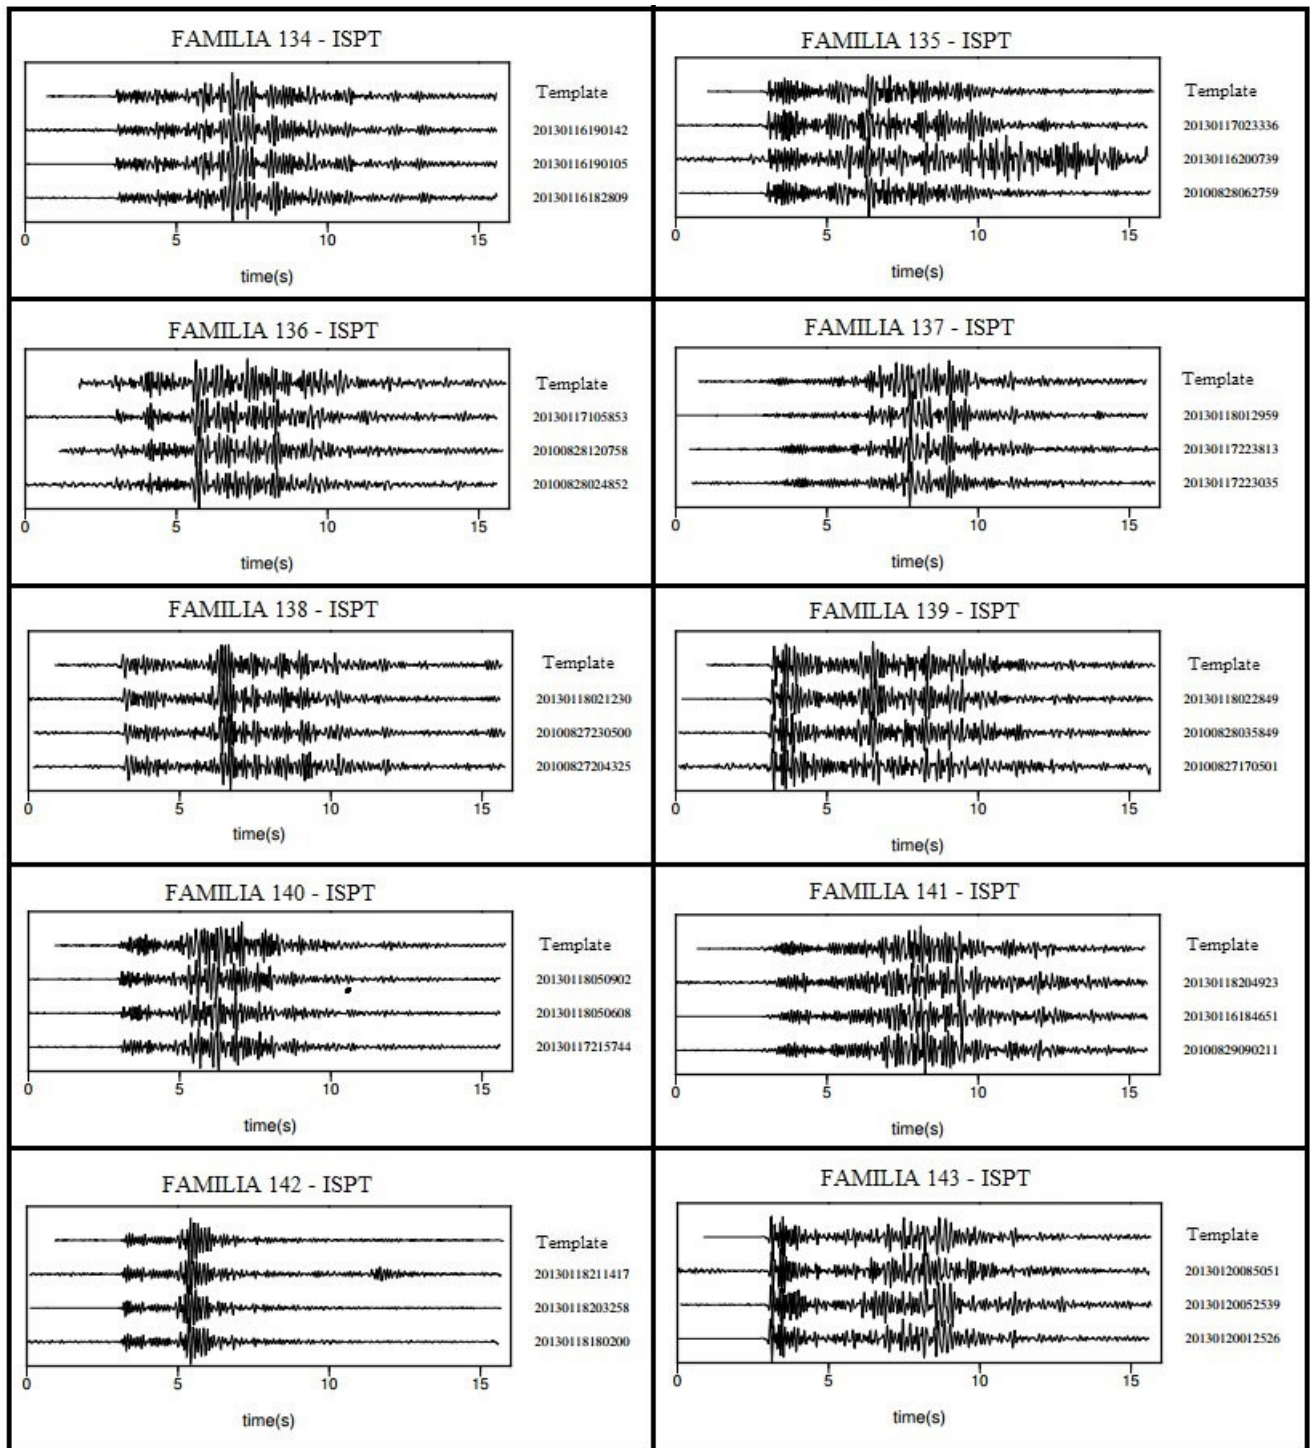 FAMILIA 134 - ISPT
Template
20130116190142
20130116190105
20130116182809
0 5 10 15
time(s)
FAMILIA 135 - ISPT
Template
20130117023336
20130116200739
20100828062759
0 5 10 15
time(s)
FAMILIA 136 - ISPT
Template
20130117105853
20100828120758
20100828024852
0 5 10 15
time(s)
FAMILIA 137 - ISPT
Template
20130118012959
20130117223813
20130117223035
0 5 10 15
time(s)
FAMILIA 138 - ISPT
Template
20130118021230
20100827230500
20100827204325
0 5 10 15
time(s)
FAMILIA 139 - ISPT
Template
20130118022849
20100828035849
20100827170501
0 5 10 15
time(s)
FAMILIA 140 - ISPT
Template
20130118050902
20130118050608
20130117215744
0 5 10 15
time(s)
FAMILIA 141 - ISPT
Template
20130118204923
20130116184651
20100829090211
0 5 10 15
time(s)
FAMILIA 142 - ISPT
Template
20130118211417
20130118203258
20130118180200
0 5 10 15
time(s)
FAMILIA 143 - ISPT
Template
20130120085051
20130120052539
20130120012526
0 5 10 15
time(s)